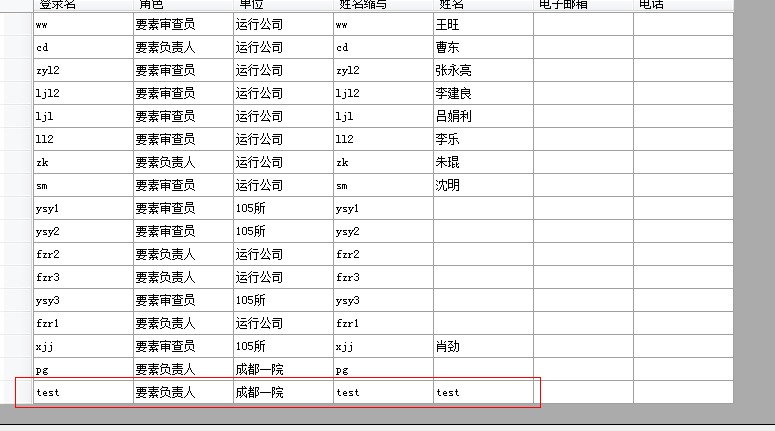 登录名 角色 单位 姓名缩写 姓名 电子邮箱 电话
ww 要素审查员 运行公司 ww 王旺
cd 要素负责人 运行公司 cd 曹东
zyl2 要素审查员 运行公司 zyl2 张永亮
ljl2 要素审查员 运行公司 ljl2 李建良
ljl 要素审查员 运行公司 ljl 吕娟利
ll2 要素审查员 运行公司 ll2 李乐
zk 要素负责人 运行公司 zk 朱琨
sm 要素审查员 运行公司 sm 沈明
ysy1 要素审查员 105所 ysy1
ysy2 要素审查员 105所 ysy2
fzr2 要素负责人 运行公司 fzr2
fzr3 要素负责人 运行公司 fzr3
ysy3 要素审查员 105所 ysy3
fzr1 要素负责人 运行公司 fzr1
xjj 要素审查员 105所 xjj 肖劲
pg 要素负责人 成都一院 pg
test 要素负责人 成都一院 test test